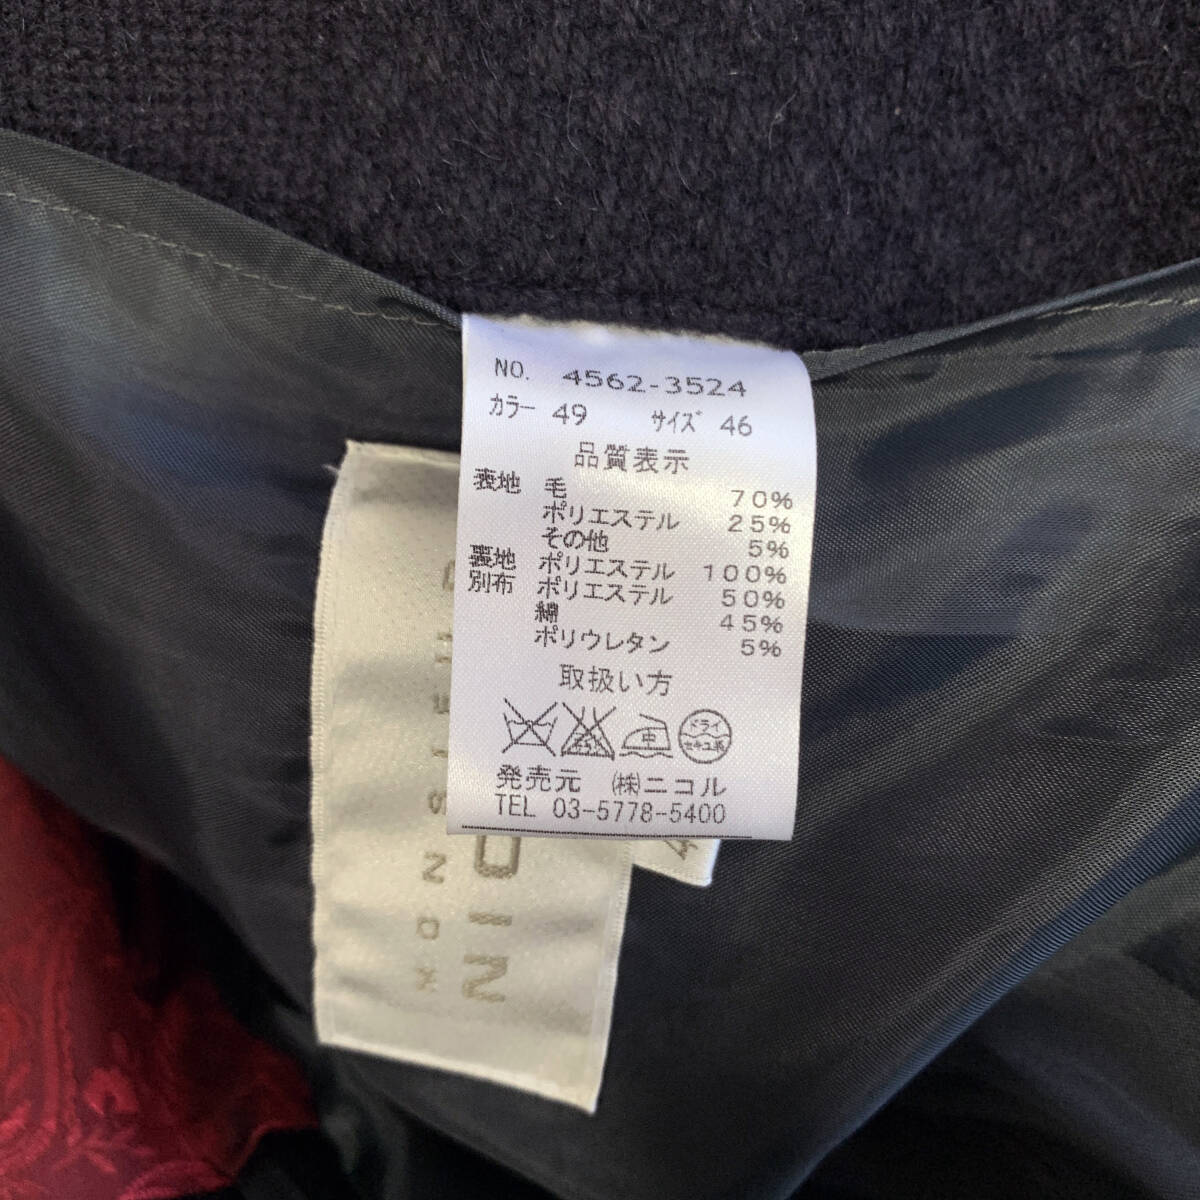 NO. 4562-3524
カラー 49 サイズ 46
品質表示
表地 毛 70%
ポリエステル 25%
その他 5%
裏地 ポリエステル 100%
別布 ポリエステル 50%
綿 45%
ポリウレタン 5%
取扱い方
中 ドライ セキユ系
発売元 (株)ニコル
TEL 03-5778-5400